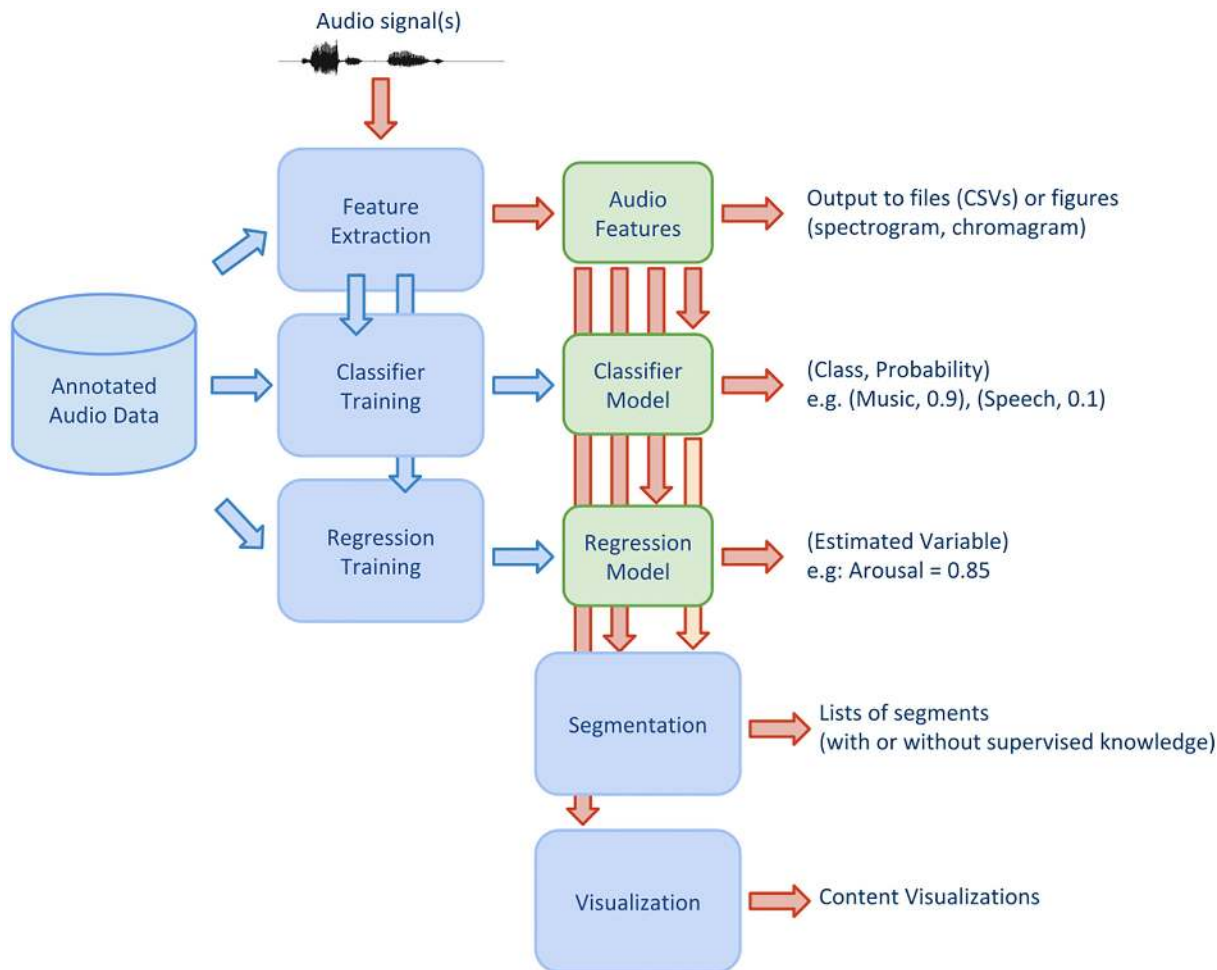 Audio signal(s)
Feature
Extraction
Audio
Features
Output to files (CSVs) or figures
(spectrogram, chromagram)
Annotated
Audio Data
Classifier
Training
Classifier
Model
(Class, Probability)
e.g. (Music, 0.9), (Speech, 0.1)
Regression
Training
Regression
Model
(Estimated Variable)
e.g: Arousal = 0.85
Segmentation
Lists of segments
(with or without supervised knowledge)
Visualization
Content Visualizations